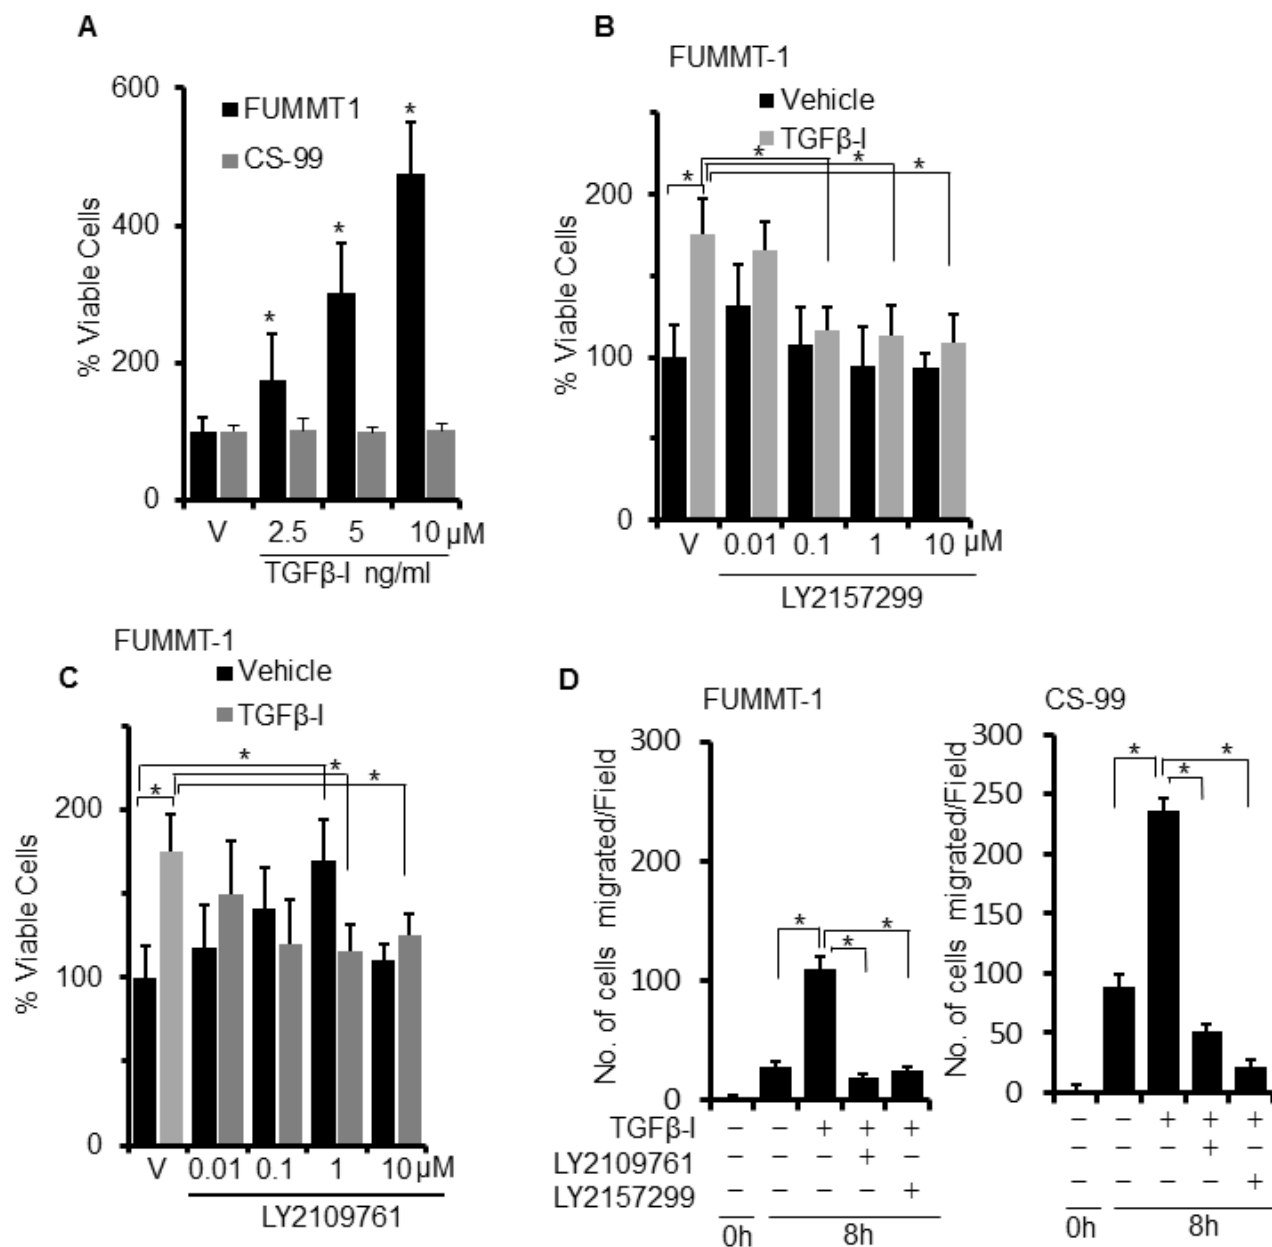 A
600
400
200
0
% Viable Cells
FUMMT1
CS-99
*
*
*
V 2.5 5 10 µM
TGFβ-I ng/ml
B
FUMMT-1
Vehicle
TGFβ-I
200
100
0
% Viable Cells
* * * *
V 0.01 0.1 1 10 µM
LY2157299
C
FUMMT-1
Vehicle
TGFβ-I
200
100
0
% Viable Cells
* * * *
V 0.01 0.1 1 10 µM
LY2109761
D
FUMMT-1
300
200
100
0
No. of cells migrated/Field
* * *
TGFβ-I − − + + +
LY2109761 − − − + −
LY2157299 − − − − +
0h 8h
CS-99
300
250
200
150
100
50
0
No. of cells migrated/Field
* * *
− − + + +
− − − + −
− − − − +
0h 8h